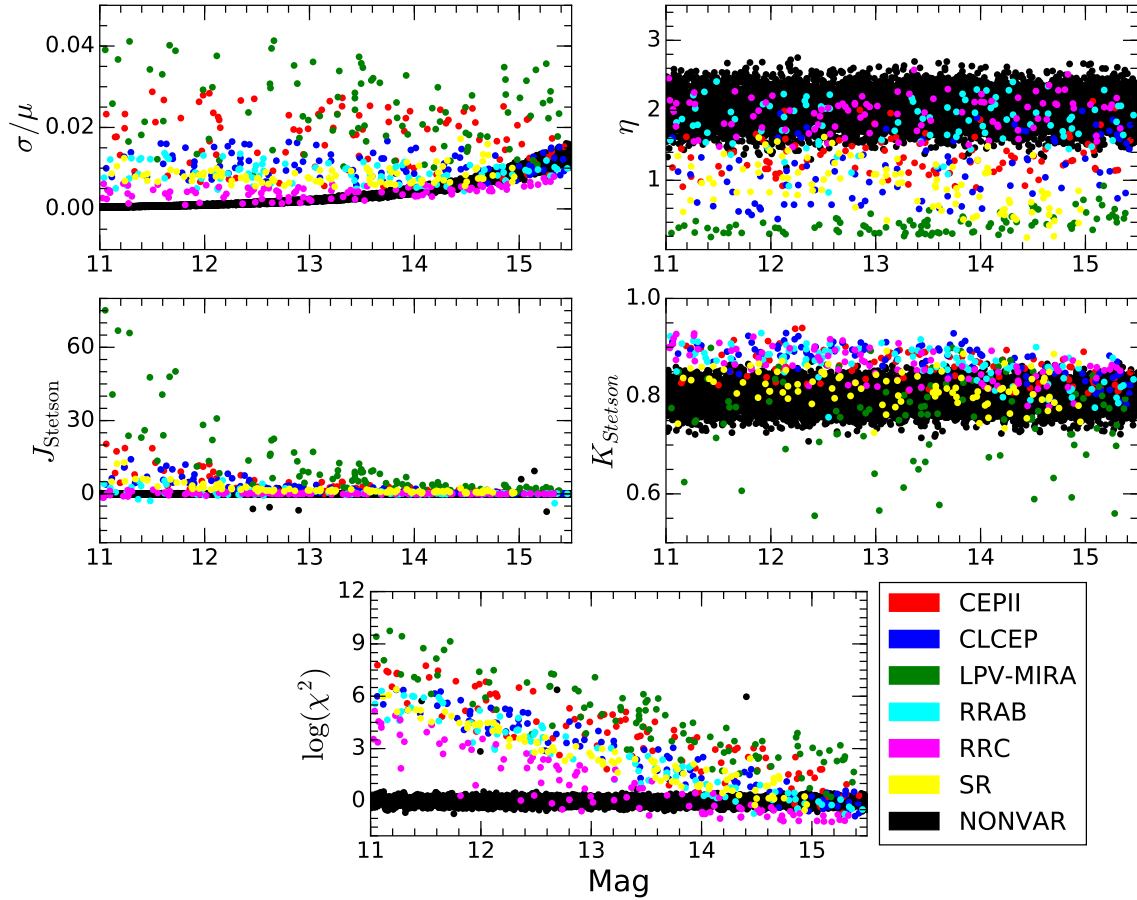 0.04
0.02
0.00
σ/μ
11 12 13 14 15
3
2
1
η
11 12 13 14 15
60
30
0
J_Stetson
11 12 13 14 15
1.0
0.8
0.6
K_Stetson
11 12 13 14 15
12
9
6
3
0
log(χ²)
11 12 13 14 15
Mag
CEPII
CLCEP
LPV-MIRA
RRAB
RRC
SR
NONVAR